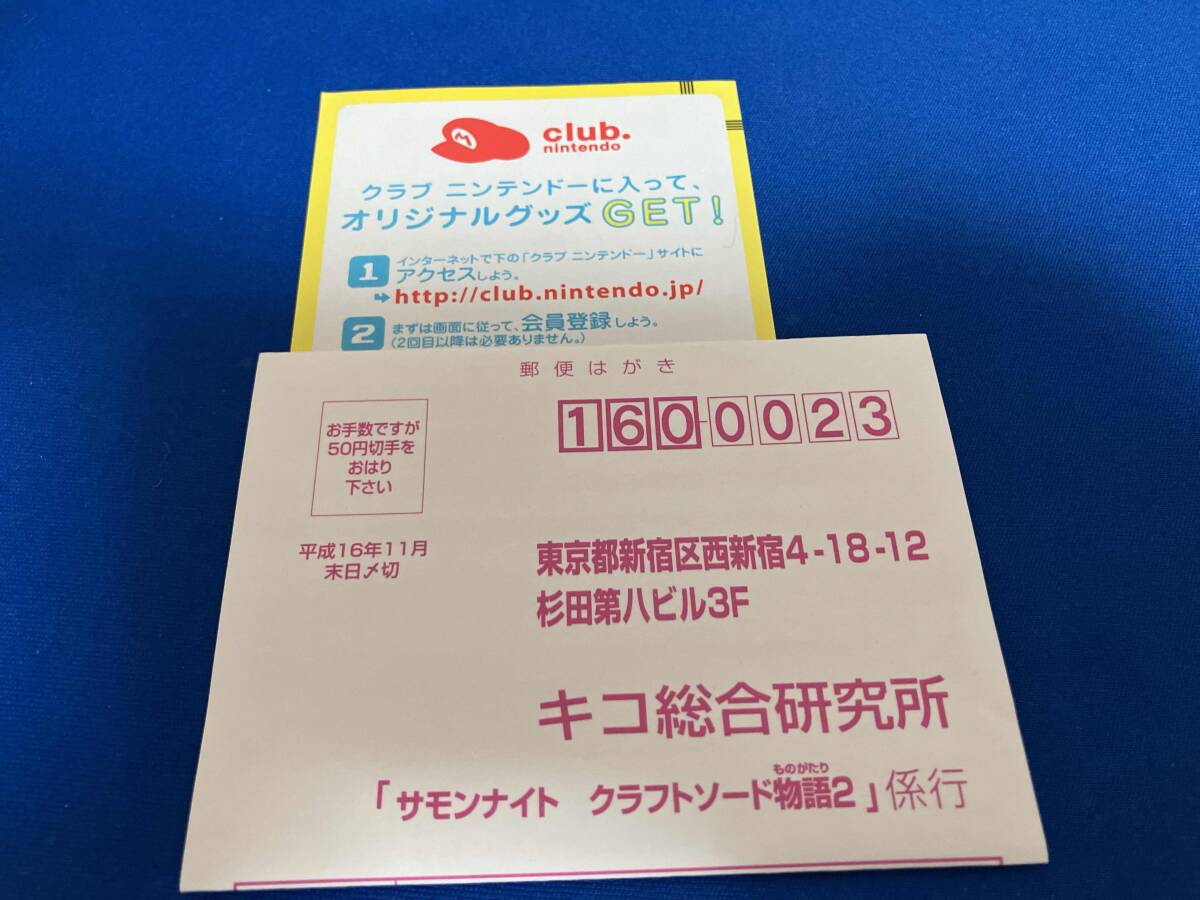 M
club.
nintendo
クラブ ニンテンドーに入って、
オリジナルグッズ GET!
1
インターネットで下の「クラブ ニンテンドー」サイトに
アクセスしよう。
➡http://club.nintendo.jp/
2
まずは画面に従って、会員登録しよう。
(2回目以降は必要ありません。)
郵便はがき
160-0023
お手数ですが
50円切手を
おはり
下さい
平成16年11月
末日〆切
東京都新宿区西新宿4-18-12
杉田第八ビル3F
キコ総合研究所
ものがたり
「サモンナイト クラフトソード物語2」係行